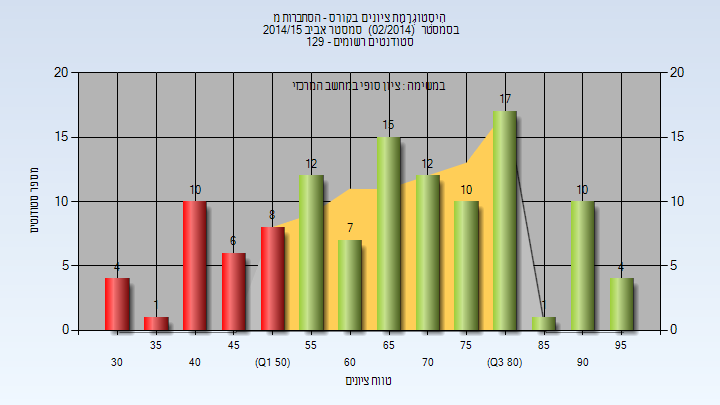 היסטוגרמת ציונים בקורס - הסתברות מ
בסמסטר (02/2014) סמסטר אביב 2014/15
סטודנטים רשומים - 129
במשימה : ציון סופי במחשב המרכזי
20 20
15 15
10 10
5 5
0 0
מספר סטודנטים
4 1 10 6 8 12 7 15 12 10 17 1 10 4
35 45 55 65 75 85 95
30 40 (Q1 50) 60 70 (Q3 80) 90
טווח ציונים